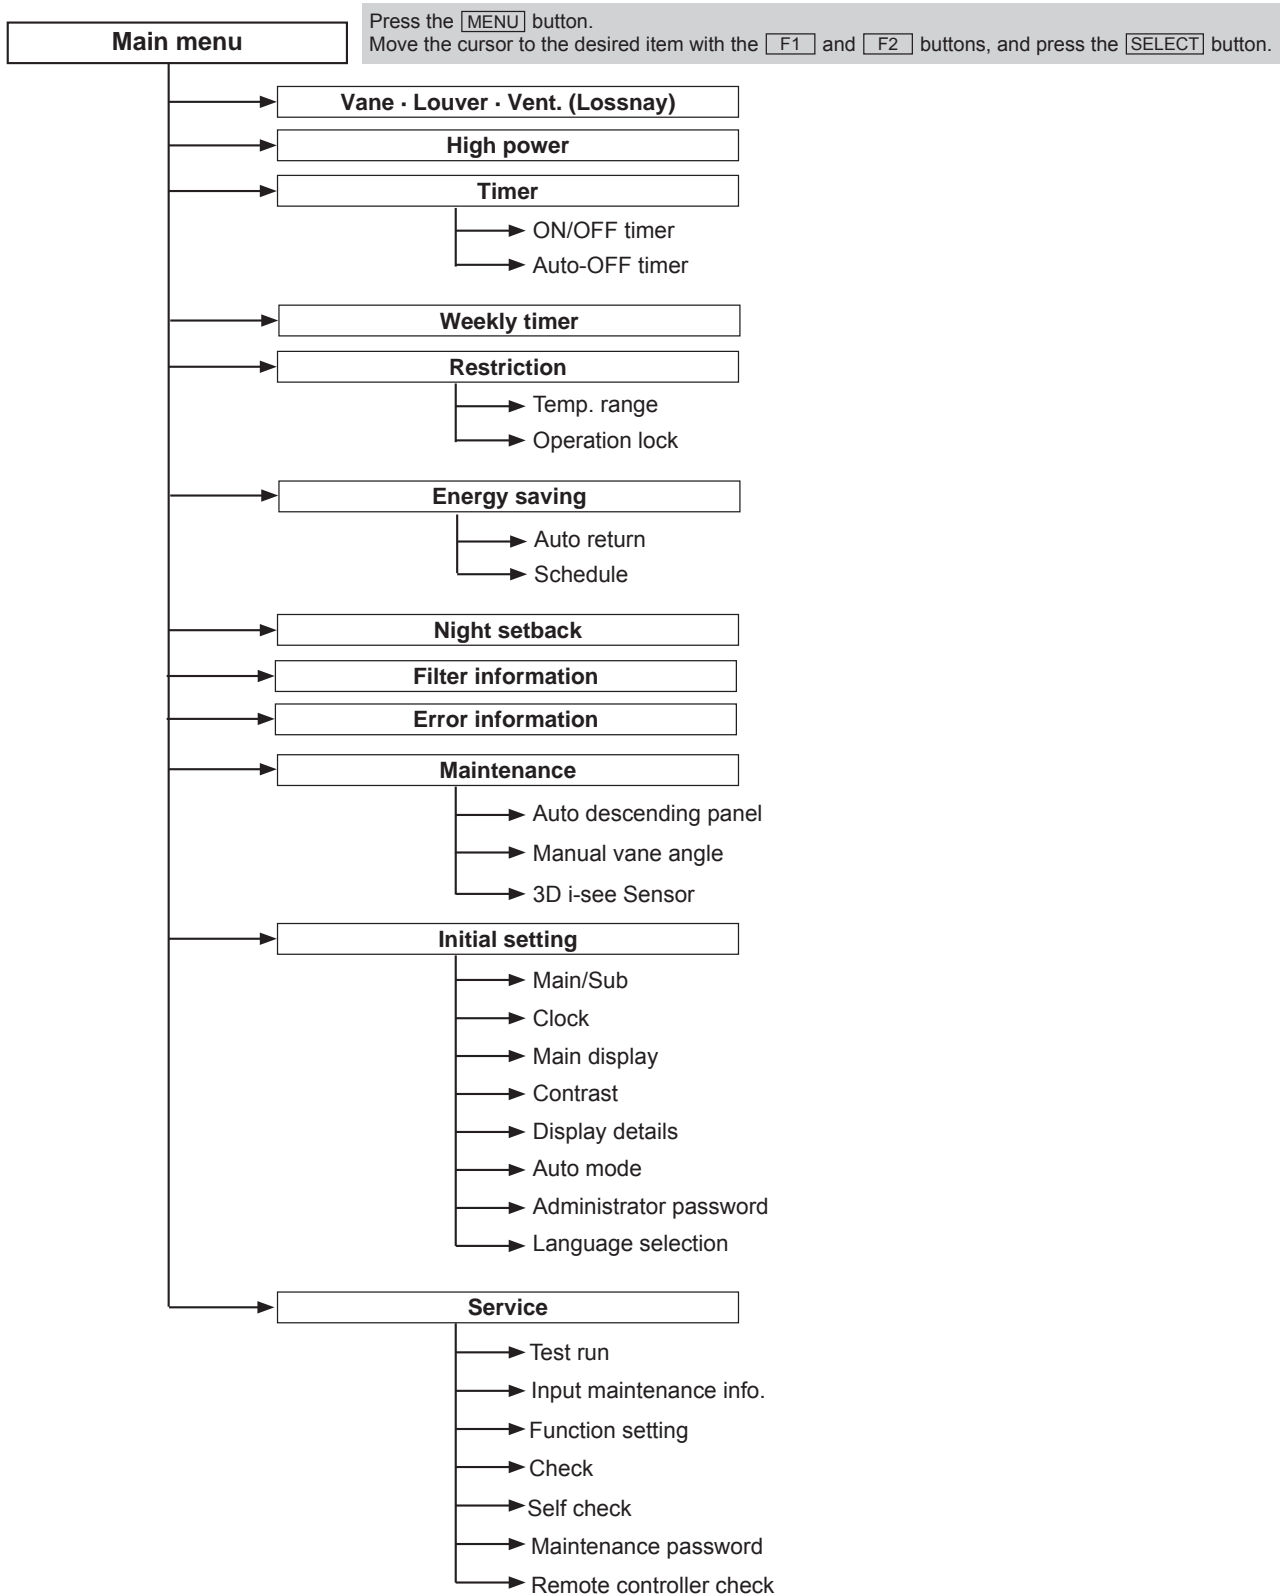 Main menu
Press the MENU button.
Move the cursor to the desired item with the F1 and F2 buttons, and press the SELECT button.
Vane · Louver · Vent. (Lossnay)
High power
Timer
ON/OFF timer
Auto-OFF timer
Weekly timer
Restriction
Temp. range
Operation lock
Energy saving
Auto return
Schedule
Night setback
Filter information
Error information
Maintenance
Auto descending panel
Manual vane angle
3D i-see Sensor
Initial setting
Main/Sub
Clock
Main display
Contrast
Display details
Auto mode
Administrator password
Language selection
Service
Test run
Input maintenance info.
Function setting
Check
Self check
Maintenance password
Remote controller check